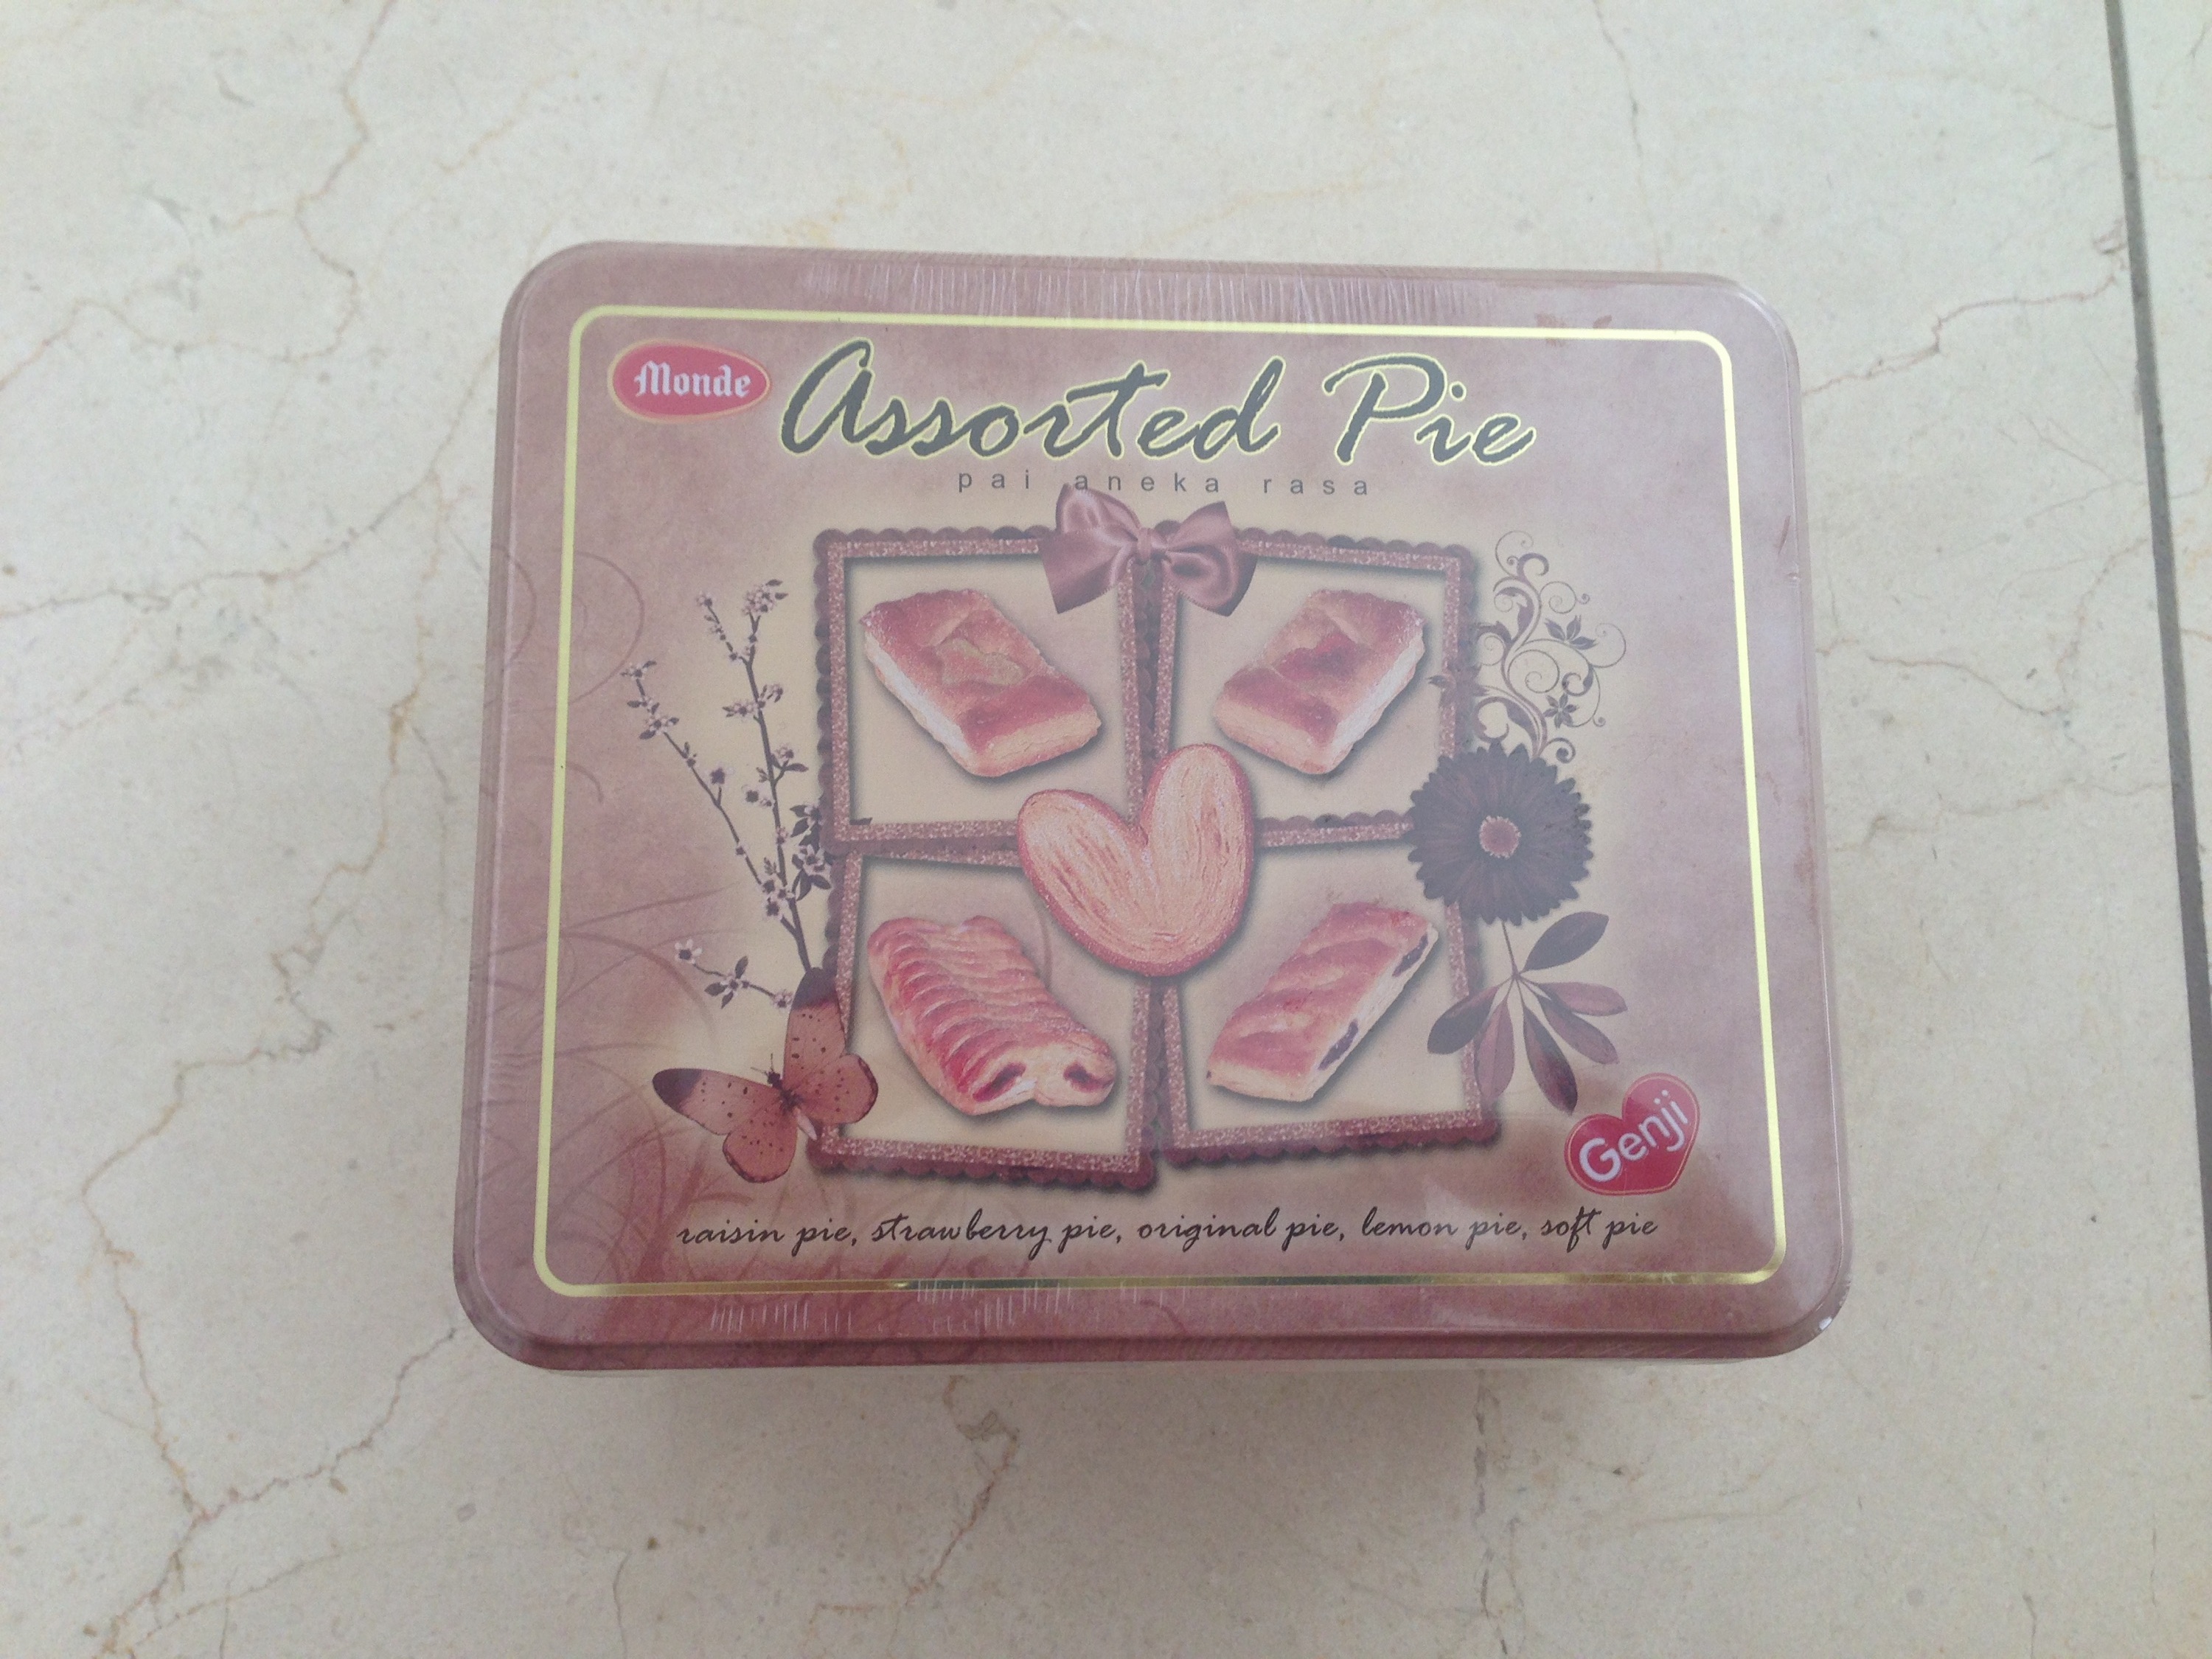 Monde
Assorted Pie
pai aneka rasa
Genji
raisin pie, strawberry pie, original pie, lemon pie, soft pie